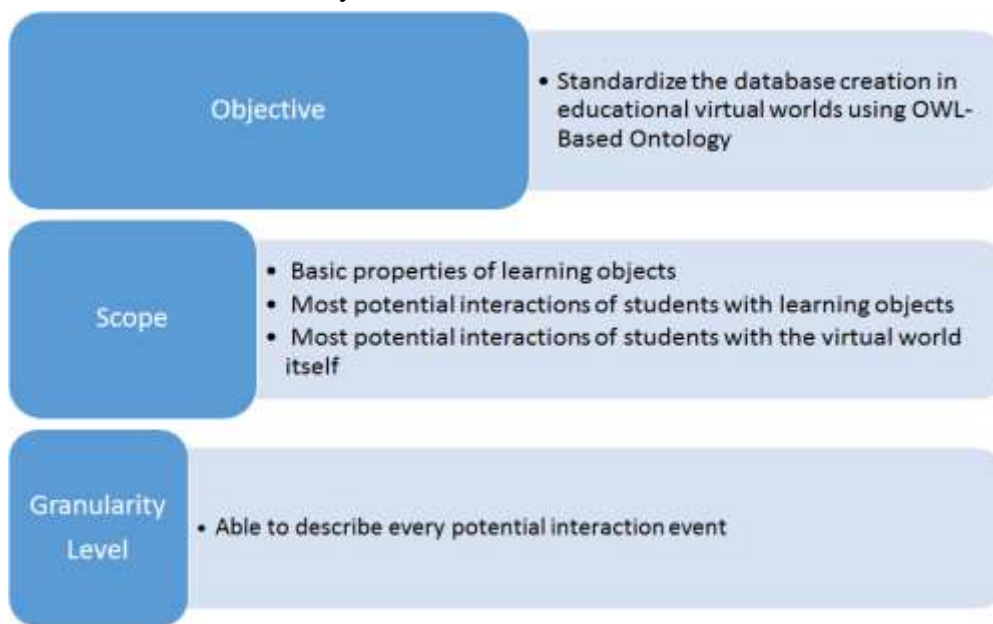 Objective
• Standardize the database creation in
educational virtual worlds using OWL-
Based Ontology
Scope
• Basic properties of learning objects
• Most potential interactions of students with learning objects
• Most potential interactions of students with the virtual world
itself
Granularity
Level
• Able to describe every potential interaction event